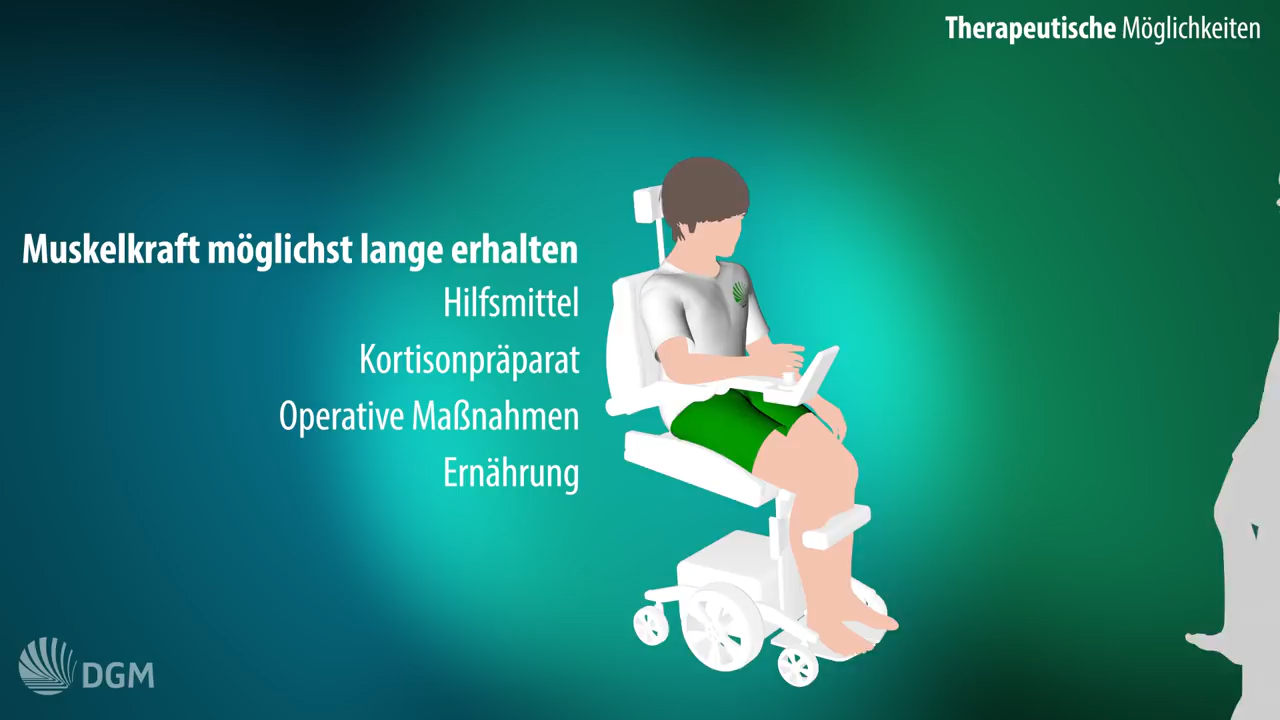 Therapeutische Möglichkeiten
Muskelkraft möglichst lange erhalten
Hilfsmittel
Kortisonpräparat
Operative Maßnahmen
Ernährung
DGM